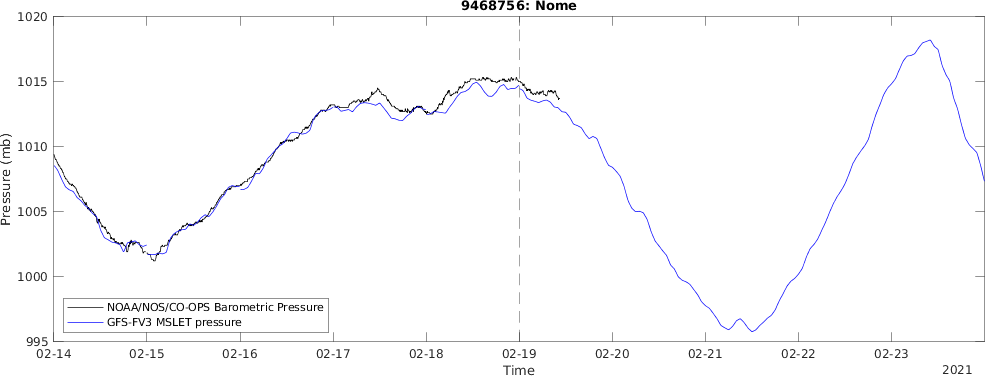 9468756: Nome
1020
1015
1010
1005
1000
995
Pressure (mb)
NOAA/NOS/CO-OPS Barometric Pressure
GFS-FV3 MSLET pressure
02-14 02-15 02-16 02-17 02-18 02-19 02-20 02-21 02-22 02-23
Time
2021